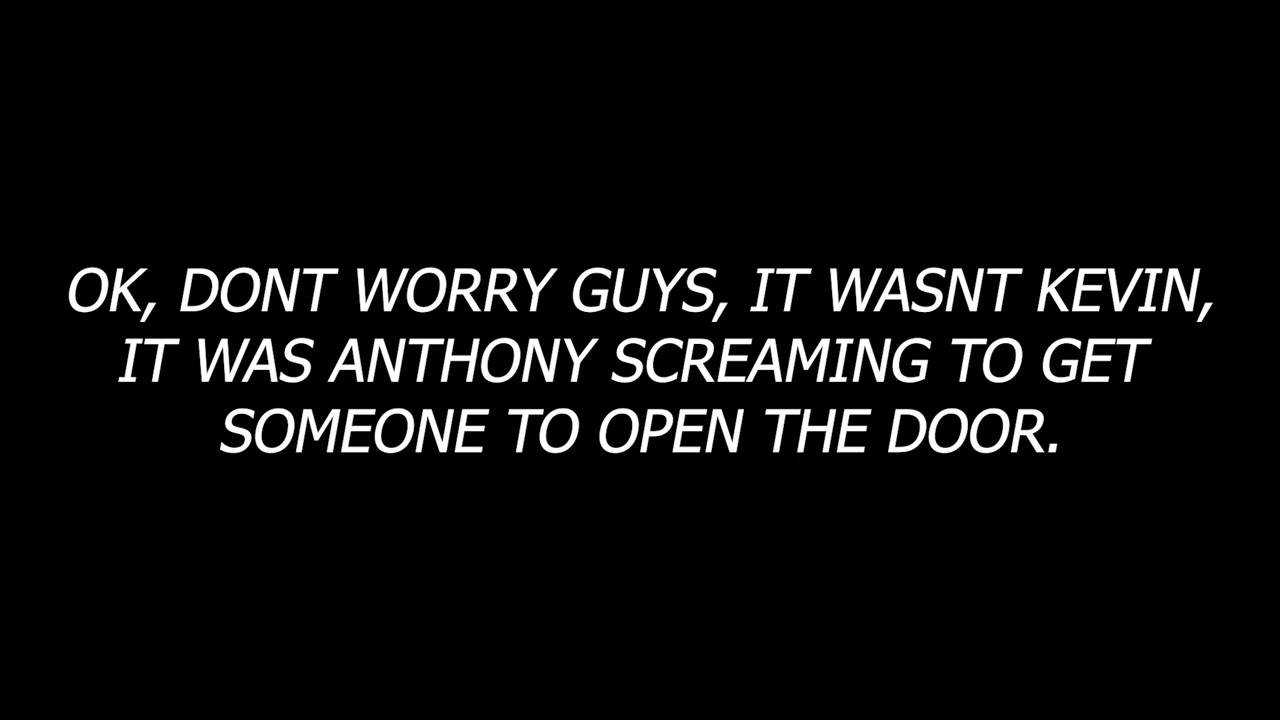 OK, DONT WORRY GUYS, IT WASNT KEVIN,
IT WAS ANTHONY SCREAMING TO GET
SOMEONE TO OPEN THE DOOR.